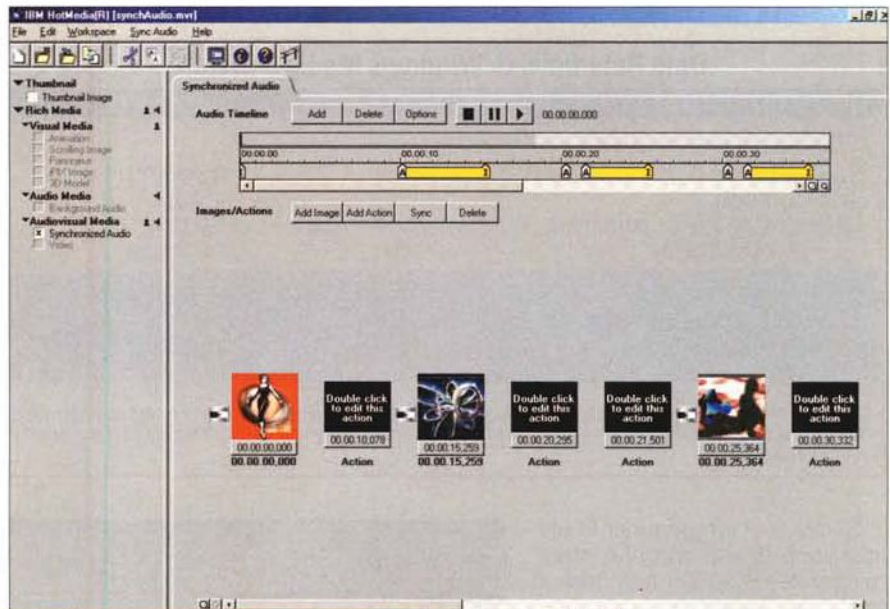 IBM HotMedia(R) [synchAudio.mvr]
File Edit Workspace Sync Audio Help
Thumbnail
Thumbnail Image
Rich Media
Visual Media
Animation
Scrolling Image
Panorama
iPIX Image
3D Model
Audio Media
Background Audio
Audiovisual Media
x Synchronized Audio
Video
Synchronized Audio
Audio Timeline Add Delete Options 00:00:00,000
00:00:00 00:00:10 00:00:20 00:00:30
A A A A A
Images/Actions Add Image Add Action Sync Delete
Double click to edit this action
Double click to edit this action
Double click to edit this action
Double click to edit this action
00:00:00,000 00:00:10,078 00:00:15,259 00:00:20,295 00:00:21,501 00:00:25,364 00:00:30,332
00:00:00,000 Action 00:00:15,259 Action Action 00:00:25,364 Action